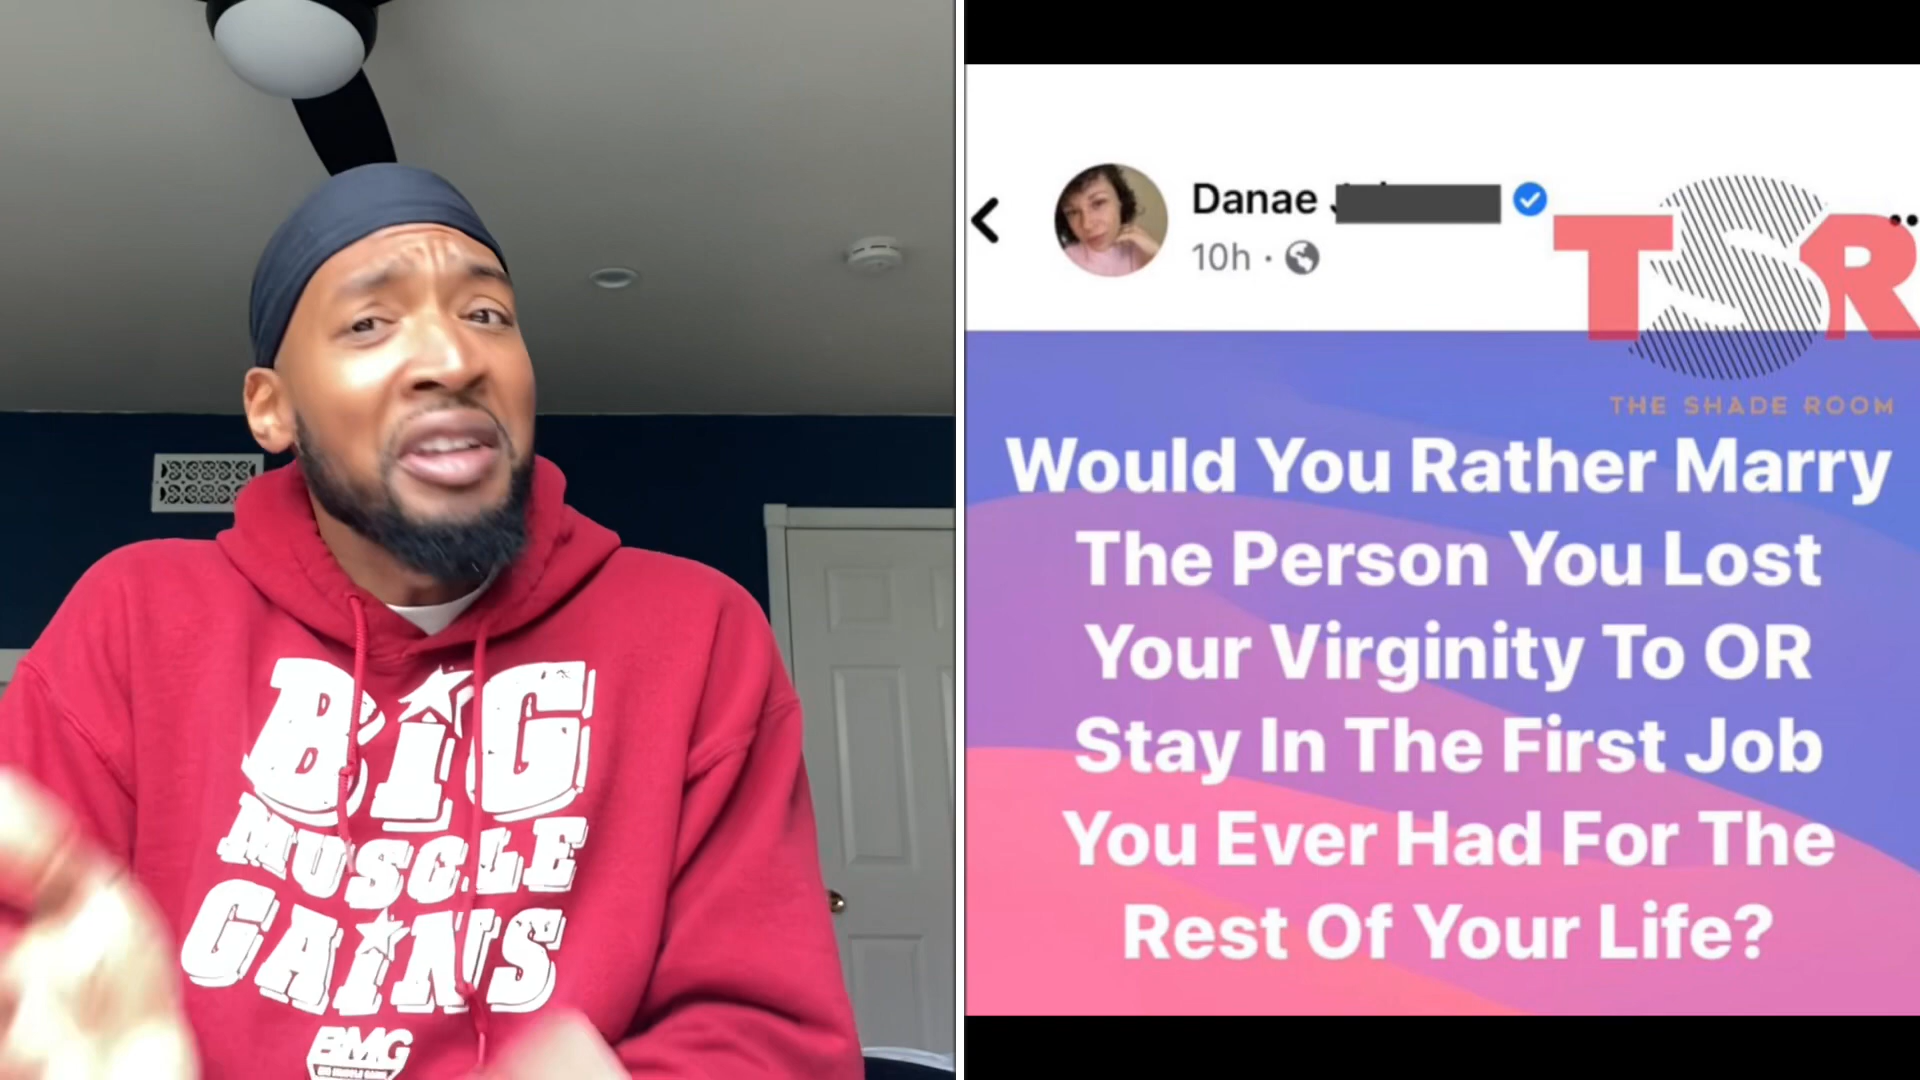 BiG
MUSCLE
GAiNS
BMG
Danae
10h ·
TSR
THE SHADE ROOM
Would You Rather Marry
The Person You Lost
Your Virginity To OR
Stay In The First Job
You Ever Had For The
Rest Of Your Life?